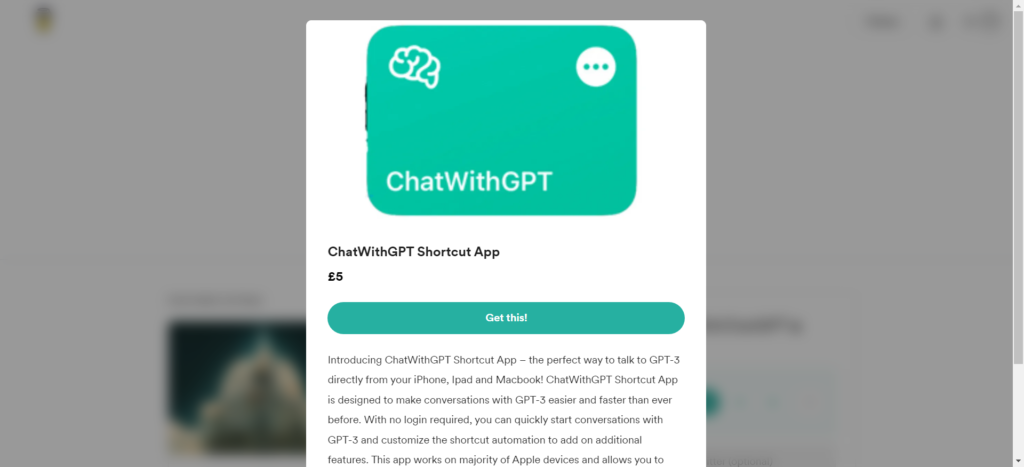 ChatWithGPT
ChatWithGPT Shortcut App
£5
Get this!
Introducing ChatWithGPT Shortcut App – the perfect way to talk to GPT-3
directly from your iPhone, Ipad and Macbook! ChatWithGPT Shortcut App
is designed to make conversations with GPT-3 easier and faster than ever
before. With no login required, you can quickly start conversations with
GPT-3 and customize the shortcut automation to add on additional
features. This app works on majority of Apple devices and allows you to